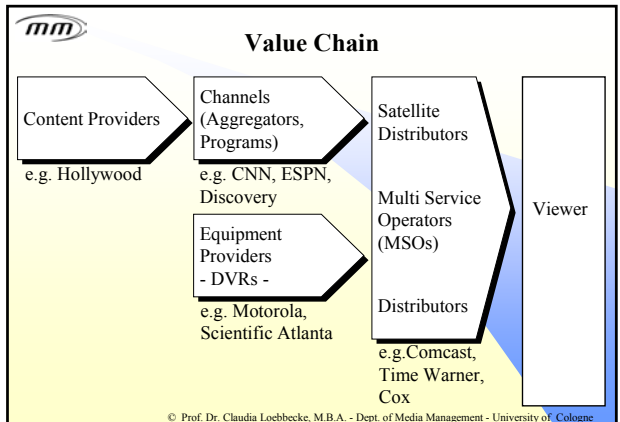 mm
Value Chain
Content Providers
e.g. Hollywood
Channels
(Aggregators,
Programs)
e.g. CNN, ESPN,
Discovery
Equipment
Providers
- DVRs -
e.g. Motorola,
Scientific Atlanta
Satellite
Distributors
Multi Service
Operators
(MSOs)
Distributors
e.g.Comcast,
Time Warner,
Cox
Viewer
© Prof. Dr. Claudia Loebbecke, M.B.A. - Dept. of Media Management - University of Cologne